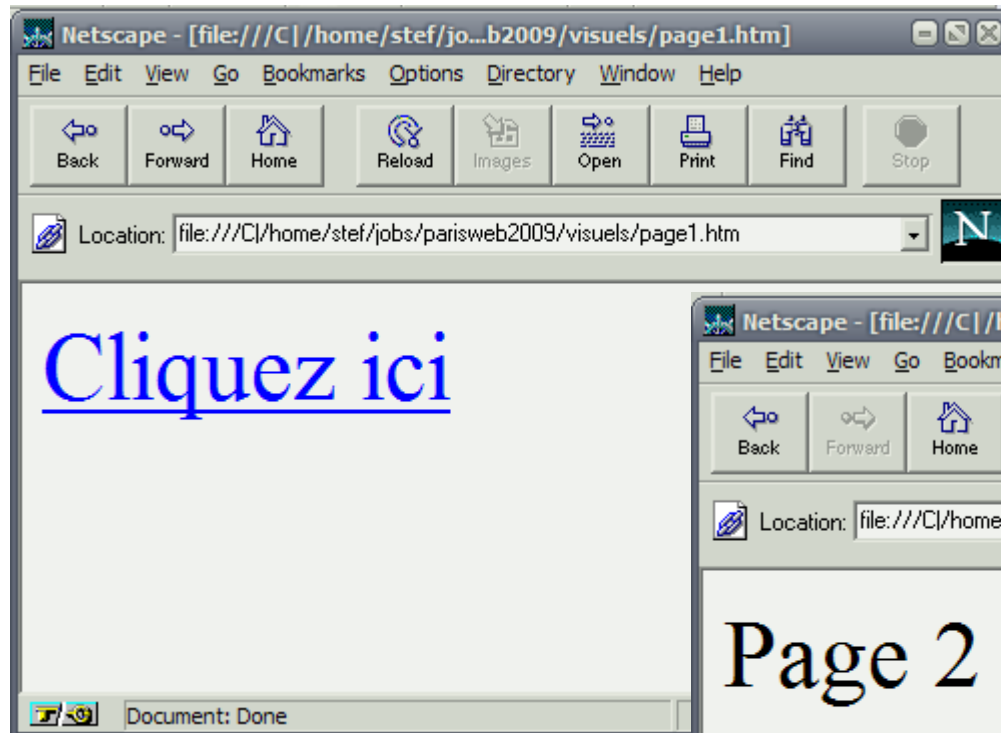 Netscape - [file:///C|/home/stef/jo...b2009/visuels/page1.htm]
File Edit View Go Bookmarks Options Directory Window Help
Back Forward Home Reload Images Open Print Find Stop
Location: file:///C|/home/stef/jobs/parisweb2009/visuels/page1.htm
N
Cliquez ici
Document: Done
Netscape - [file:///C|/
File Edit View Go Bookm
Back Forward Home
Location: file:///C|/home
Page 2